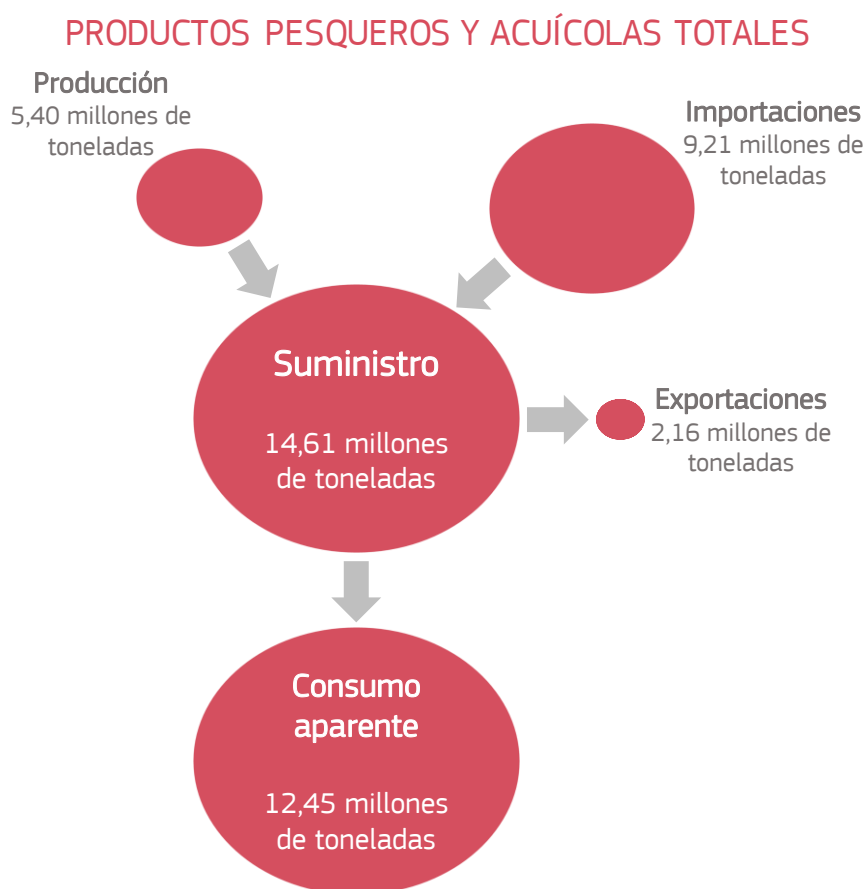 PRODUCTOS PESQUEROS Y ACUÍCOLAS TOTALES
Producción
5,40 millones de
toneladas
Importaciones
9,21 millones de
toneladas
Suministro
14,61 millones
de toneladas
Exportaciones
2,16 millones de
toneladas
Consumo
aparente
12,45 millones
de toneladas